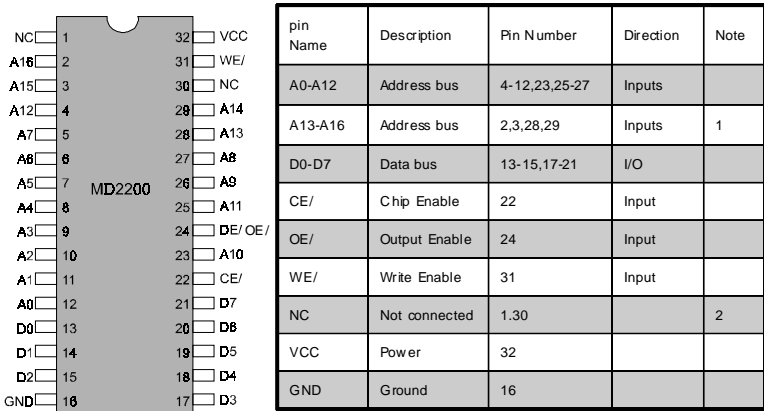 NC 1 32 VCC
A16 2 31 WE/
A15 3 30 NC
A12 4 29 A14
A7 5 28 A13
A6 6 27 A8
A5 7 26 A9
MD2200
A4 8 25 A11
A3 9 24 DE/ OE/
A2 10 23 A10
A1 11 22 CE/
A0 12 21 D7
D0 13 20 D6
D1 14 19 D5
D2 15 18 D4
GND 16 17 D3
pin Name Description Pin Number Direction Note
A0-A12 Address bus 4-12,23,25-27 Inputs
A13-A16 Address bus 2,3,28,29 Inputs 1
D0-D7 Data bus 13-15,17-21 I/O
CE/ Chip Enable 22 Input
OE/ Output Enable 24 Input
WE/ Write Enable 31 Input
NC Not connected 1.30 2
VCC Power 32
GND Ground 16